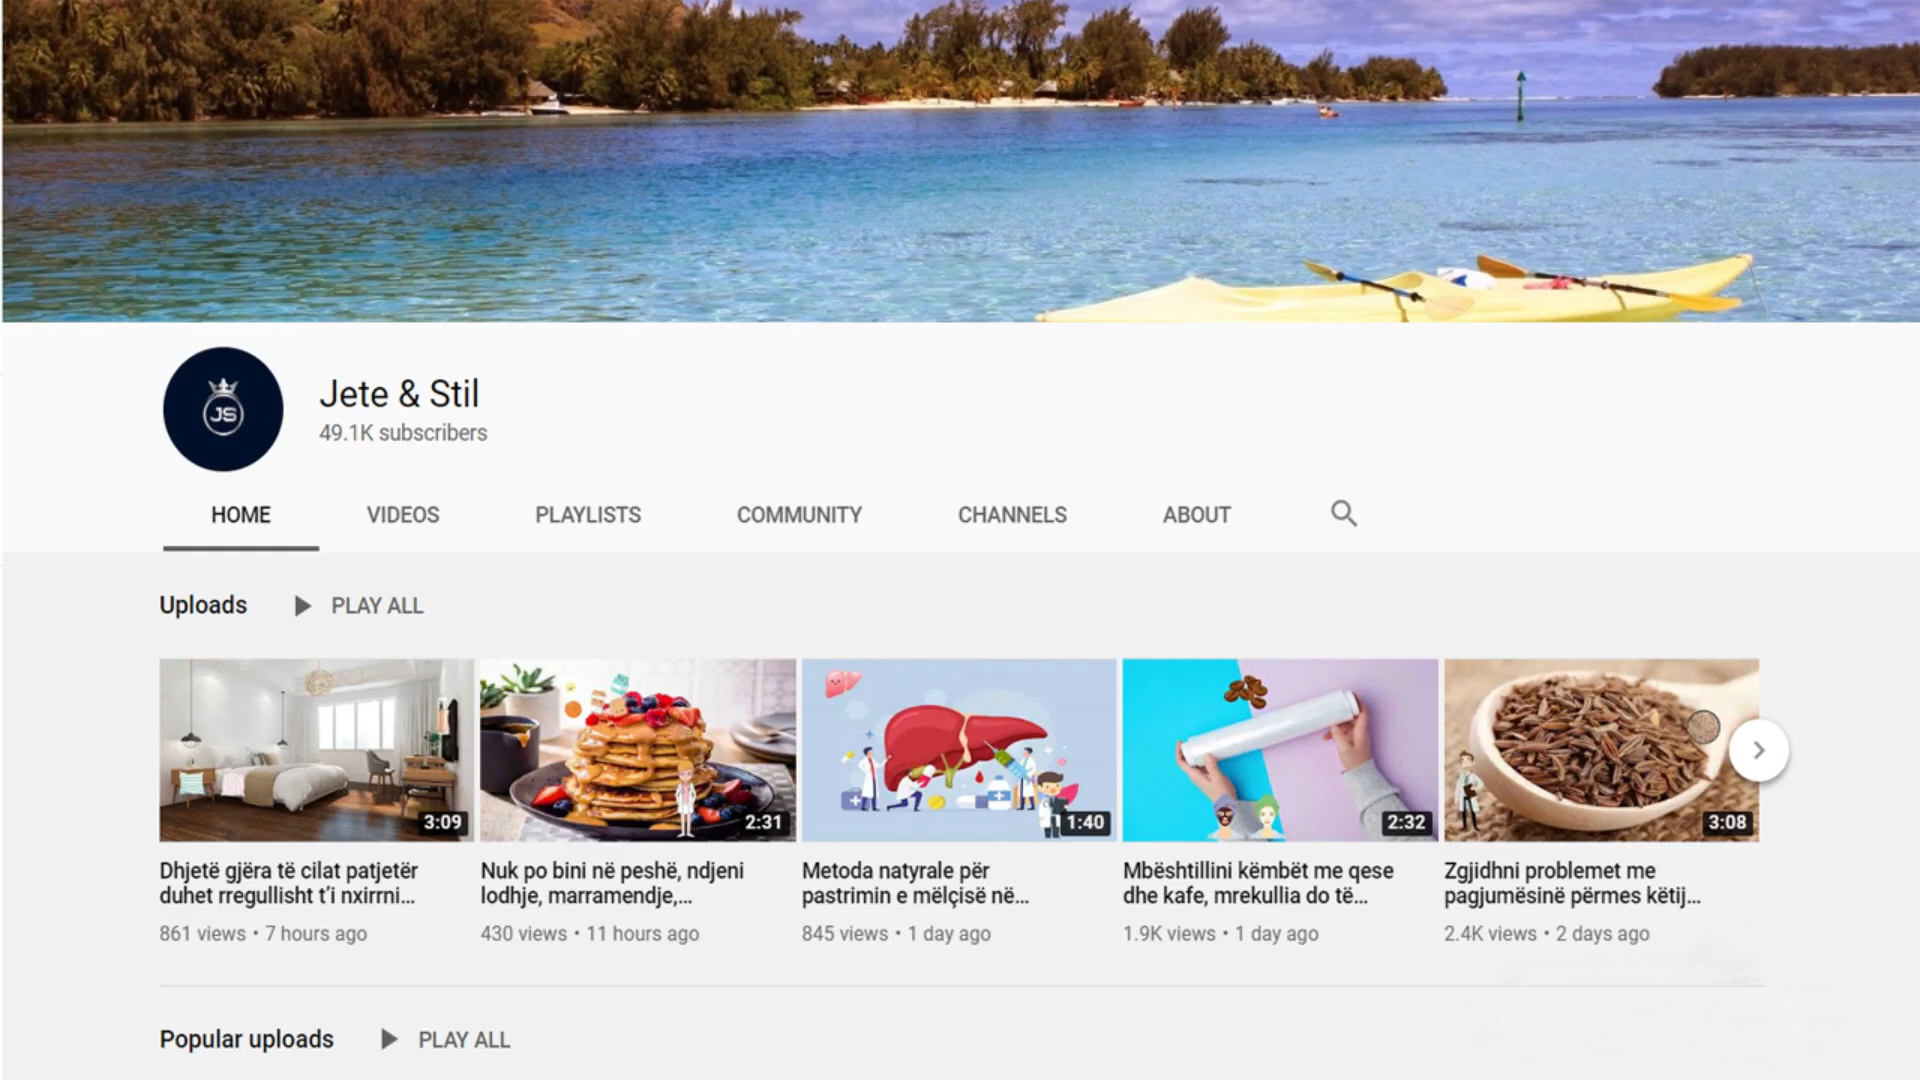 JS
Jete & Stil
49.1K subscribers
HOME VIDEOS PLAYLISTS COMMUNITY CHANNELS ABOUT
Uploads PLAY ALL
3:09 2:31 1:40 2:32 3:08
Dhjetë gjëra të cilat patjetër
duhet rregullisht t’i nxirrni...
861 views • 7 hours ago
Nuk po bini në peshë, ndjeni
lodhje, marramendje,...
430 views • 11 hours ago
Metoda natyrale për
pastrimin e mëlçisë në...
845 views • 1 day ago
Mbështillini këmbët me qese
dhe kafe, mrekullia do të...
1.9K views • 1 day ago
Zgjidhni problemet me
pagjumësinë përmes këtij...
2.4K views • 2 days ago
Popular uploads PLAY ALL